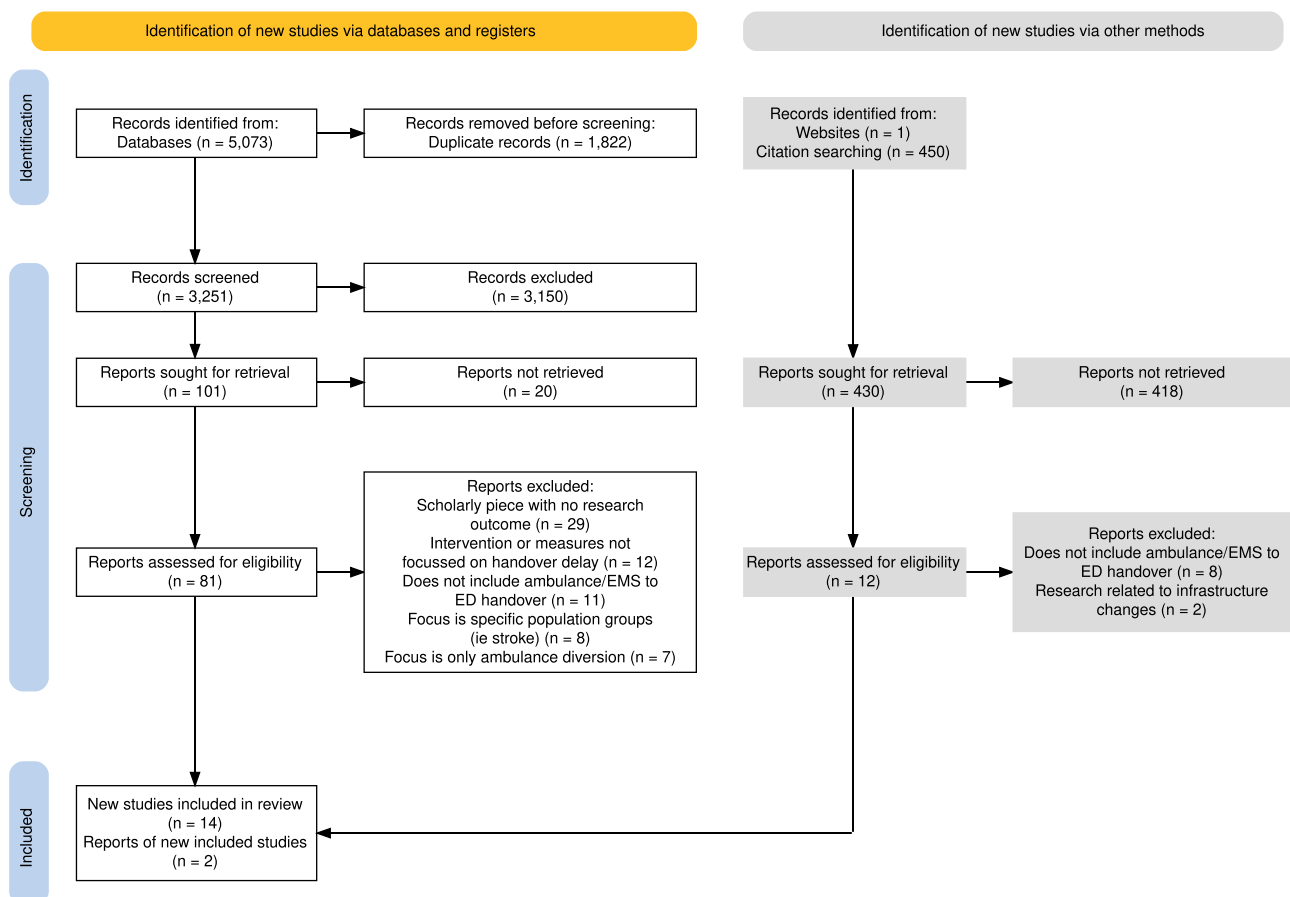 Identification of new studies via databases and registers
Identification of new studies via other methods
Identification
Records identified from:
Databases (n = 5,073)
Records removed before screening:
Duplicate records (n = 1,822)
Records identified from:
Websites (n = 1)
Citation searching (n = 450)
Screening
Records screened
(n = 3,251)
Records excluded
(n = 3,150)
Reports sought for retrieval
(n = 101)
Reports not retrieved
(n = 20)
Reports sought for retrieval
(n = 430)
Reports not retrieved
(n = 418)
Reports assessed for eligibility
(n = 81)
Reports excluded:
Scholarly piece with no research
outcome (n = 29)
Intervention or measures not
focussed on handover delay (n = 12)
Does not include ambulance/EMS to
ED handover (n = 11)
Focus is specific population groups
(ie stroke) (n = 8)
Focus is only ambulance diversion (n = 7)
Reports assessed for eligibility
(n = 12)
Reports excluded:
Does not include ambulance/EMS to
ED handover (n = 8)
Research related to infrastructure
changes (n = 2)
Included
New studies included in review
(n = 14)
Reports of new included studies
(n = 2)